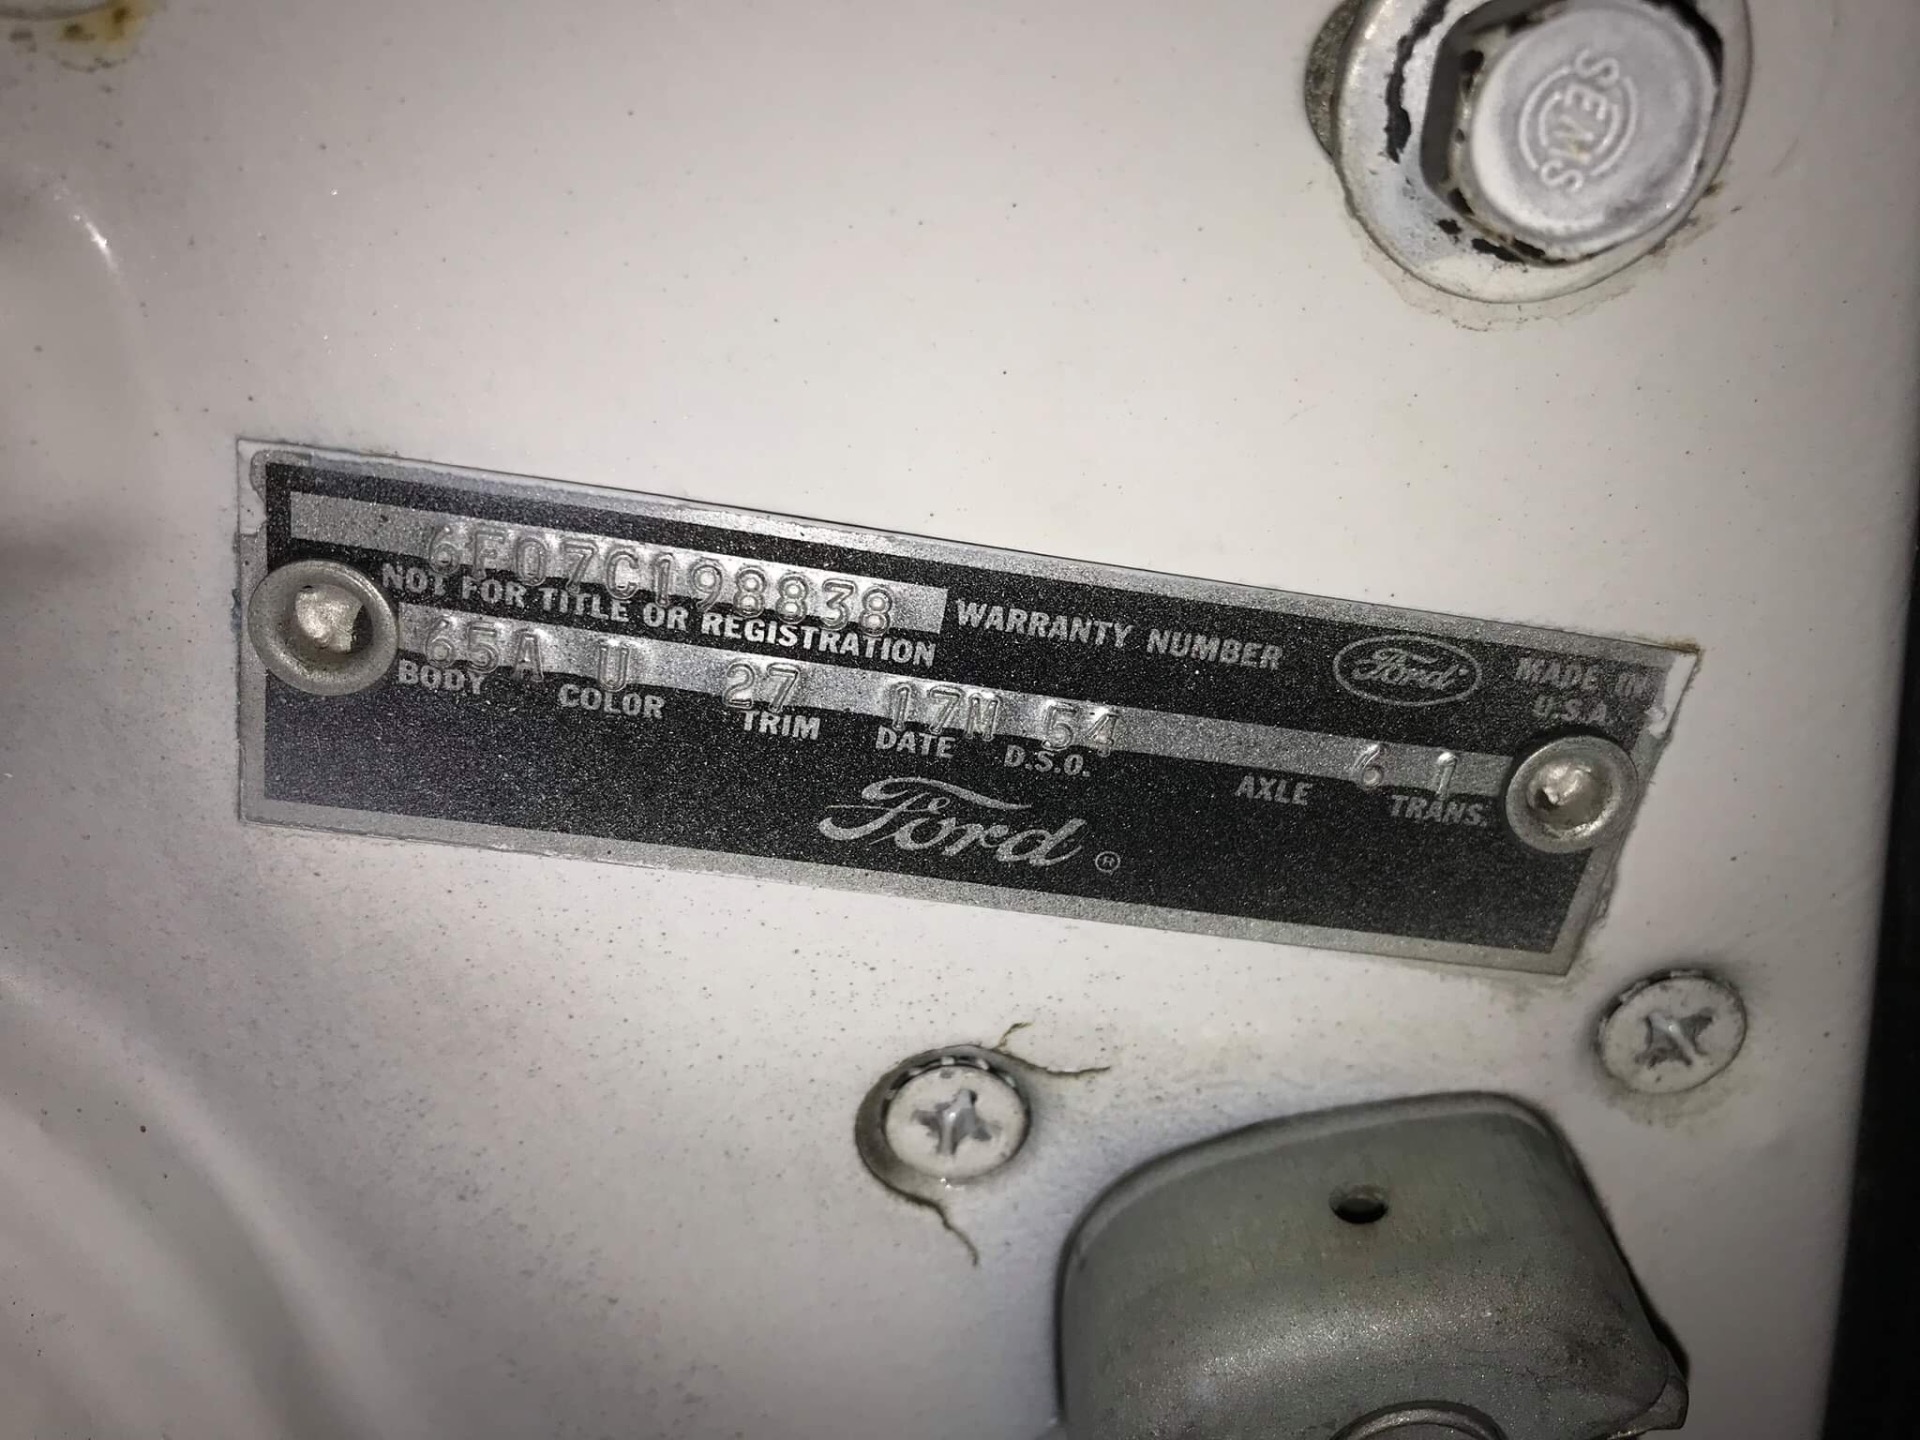 SEMS
6F07C198838 WARRANTY NUMBER Ford MADE IN
NOT FOR TITLE OR REGISTRATION U.S.A.
65A U 27 17N 54 6 1
BODY COLOR TRIM DATE D.S.O. AXLE TRANS.
Ford ®